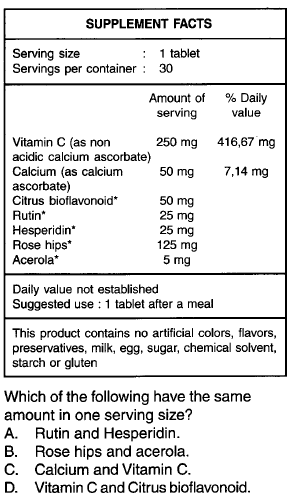 SUPPLEMENT FACTS
Serving size : 1 tablet
Servings per container : 30
Amount of serving % Daily value
Vitamin C (as non acidic calcium ascorbate) 250 mg 416,67 mg
Calcium (as calcium ascorbate) 50 mg 7,14 mg
Citrus bioflavonoid* 50 mg
Rutin* 25 mg
Hesperidin* 25 mg
Rose hips* 125 mg
Acerola* 5 mg
Daily value not established
Suggested use : 1 tablet after a meal
This product contains no artificial colors, flavors,
preservatives, milk, egg, sugar, chemical solvent,
starch or gluten
Which of the following have the same
amount in one serving size?
A. Rutin and Hesperidin.
B. Rose hips and acerola.
C. Calcium and Vitamin C.
D. Vitamin C and Citrus bioflavonoid.